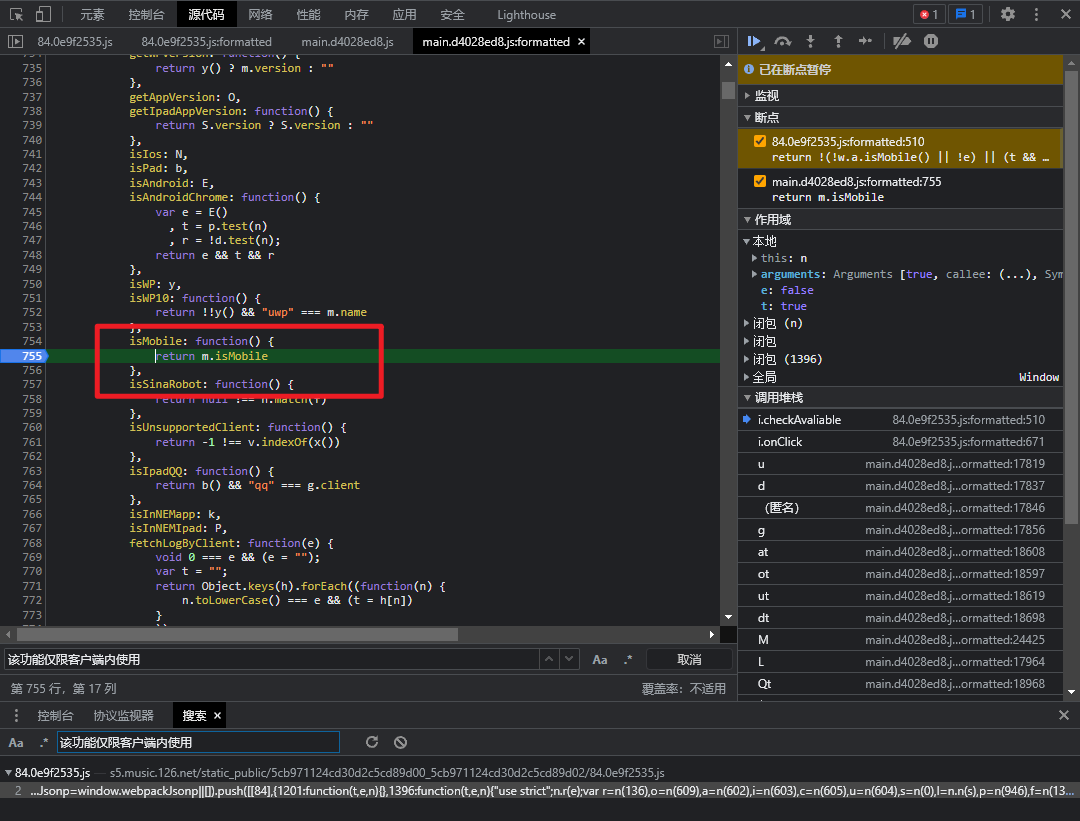 元素 控制台 源代码 网络 性能 内存 应用 安全 Lighthouse 1 1
84.0e9f2535.js 84.0e9f2535.js:formatted main.d4028ed8.js main.d4028ed8.js:formatted ×
735 return y() ? m.version : ""
736 },
737 getAppVersion: O,
738 getIpadAppVersion: function() {
739 return S.version ? S.version : ""
740 },
741 isIos: N,
742 isPad: b,
743 isAndroid: E,
744 isAndroidChrome: function() {
745 var e = E()
746 , t = p.test(n)
747 , r = !d.test(n);
748 return e && t && r
749 },
750 isWP: y,
751 isWP10: function() {
752 return !!y() && "uwp" === m.name
753 },
754 isMobile: function() {
755 return m.isMobile
756 },
757 isSinaRobot: function() {
758 return null !== n.match(f)
759 },
760 isUnsupportedClient: function() {
761 return -1 !== v.indexOf(x())
762 },
763 isIpadQQ: function() {
764 return b() && "qq" === g.client
765 },
766 isInNEMapp: k,
767 isInNEMIpad: P,
768 fetchLogByClient: function(e) {
769 void 0 === e && (e = "");
770 var t = "";
771 return Object.keys(h).forEach((function(n) {
772 n.toLowerCase() === e && (t = h[n])
773 }
该功能仅限客户端内使用 Aa .* 取消
第 755 行，第 17 列 覆盖率：不适用
已在断点暂停
监视
断点
84.0e9f2535.js:formatted:510
return !(!w.a.isMobile() || !e) || (t && …
main.d4028ed8.js:formatted:755
return m.isMobile
作用域
本地
this: n
arguments: Arguments [true, callee: (...), Sym
e: false
t: true
闭包 (n)
闭包
闭包 (1396)
全局 Window
调用堆栈
i.checkAvaliable 84.0e9f2535.js:formatted:510
i.onClick 84.0e9f2535.js:formatted:671
u main.d4028ed8.j…ormatted:17819
d main.d4028ed8.j…ormatted:17837
(匿名) main.d4028ed8.j…ormatted:17846
g main.d4028ed8.j…ormatted:17856
at main.d4028ed8.j…ormatted:18608
ot main.d4028ed8.j…ormatted:18597
ut main.d4028ed8.j…ormatted:18619
dt main.d4028ed8.j…ormatted:18698
M main.d4028ed8.j…ormatted:24425
L main.d4028ed8.j…ormatted:17964
Qt main.d4028ed8.j…ormatted:18968
控制台 协议监视器 搜索 ×
Aa .* 该功能仅限客户端内使用
84.0e9f2535.js — s5.music.126.net/static_public/5cb971124cd30d2c5cd89d00_5cb971124cd30d2c5cd89d02/84.0e9f2535.js
2 …Jsonp=window.webpackJsonp||[]).push([[84],{1201:function(t,e,n){},1396:function(t,e,n){"use strict";n.r(e);var r=n(136),o=n(609),a=n(602),i=n(603),c=n(605),u=n(604),s=n(0),l=n.n(s),p=n(946),f=n(13…